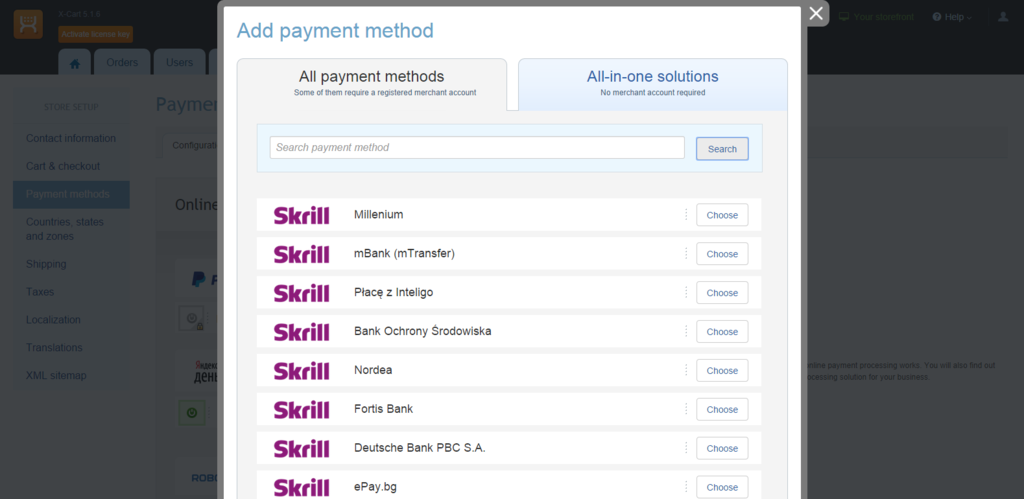 X-Cart 5.1.6
Activate license key
Your storefront
Help
Orders
Users
STORE SETUP
Contact information
Cart & checkout
Payment methods
Countries, states
and zones
Shipping
Taxes
Localization
Translations
XML sitemap
Payme
Configurati
Online
P
Яндекс
день
ROBO
Add payment method
All payment methods
Some of them require a registered merchant account
All-in-one solutions
No merchant account required
Search payment method
Search
Skrill Millenium Choose
Skrill mBank (mTransfer) Choose
Skrill Płacę z Inteligo Choose
Skrill Bank Ochrony Środowiska Choose
Skrill Nordea Choose
Skrill Fortis Bank Choose
Skrill Deutsche Bank PBC S.A. Choose
Skrill ePay.bg Choose
online payment processing works. You will also find out
ocessing solution for your business